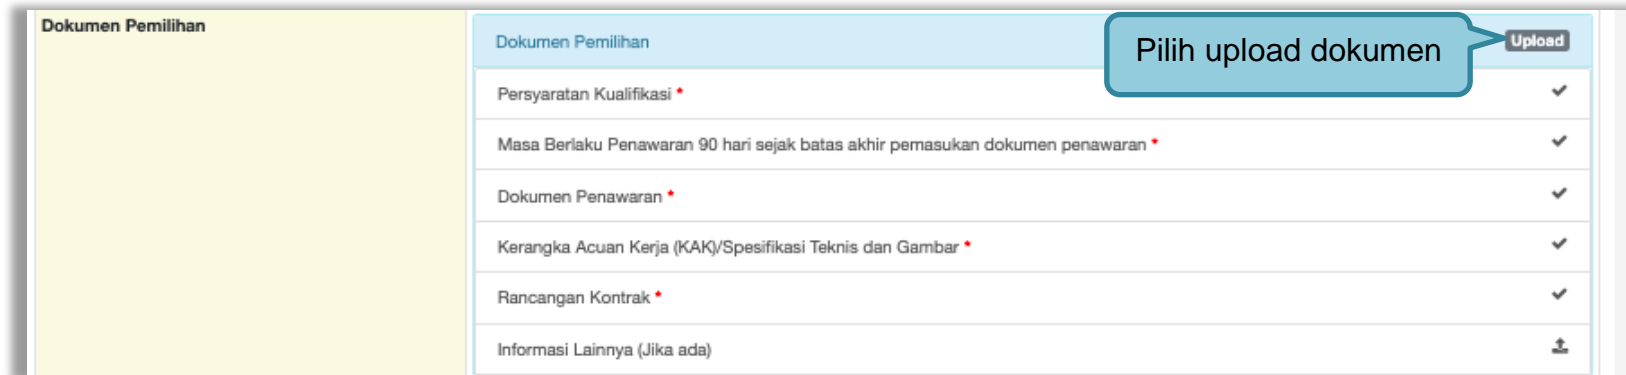 Dokumen Pemilihan
Dokumen Pemilihan
Pilih upload dokumen
Upload
Persyaratan Kualifikasi *
Masa Berlaku Penawaran 90 hari sejak batas akhir pemasukan dokumen penawaran *
Dokumen Penawaran *
Kerangka Acuan Kerja (KAK)/Spesifikasi Teknis dan Gambar *
Rancangan Kontrak *
Informasi Lainnya (Jika ada)